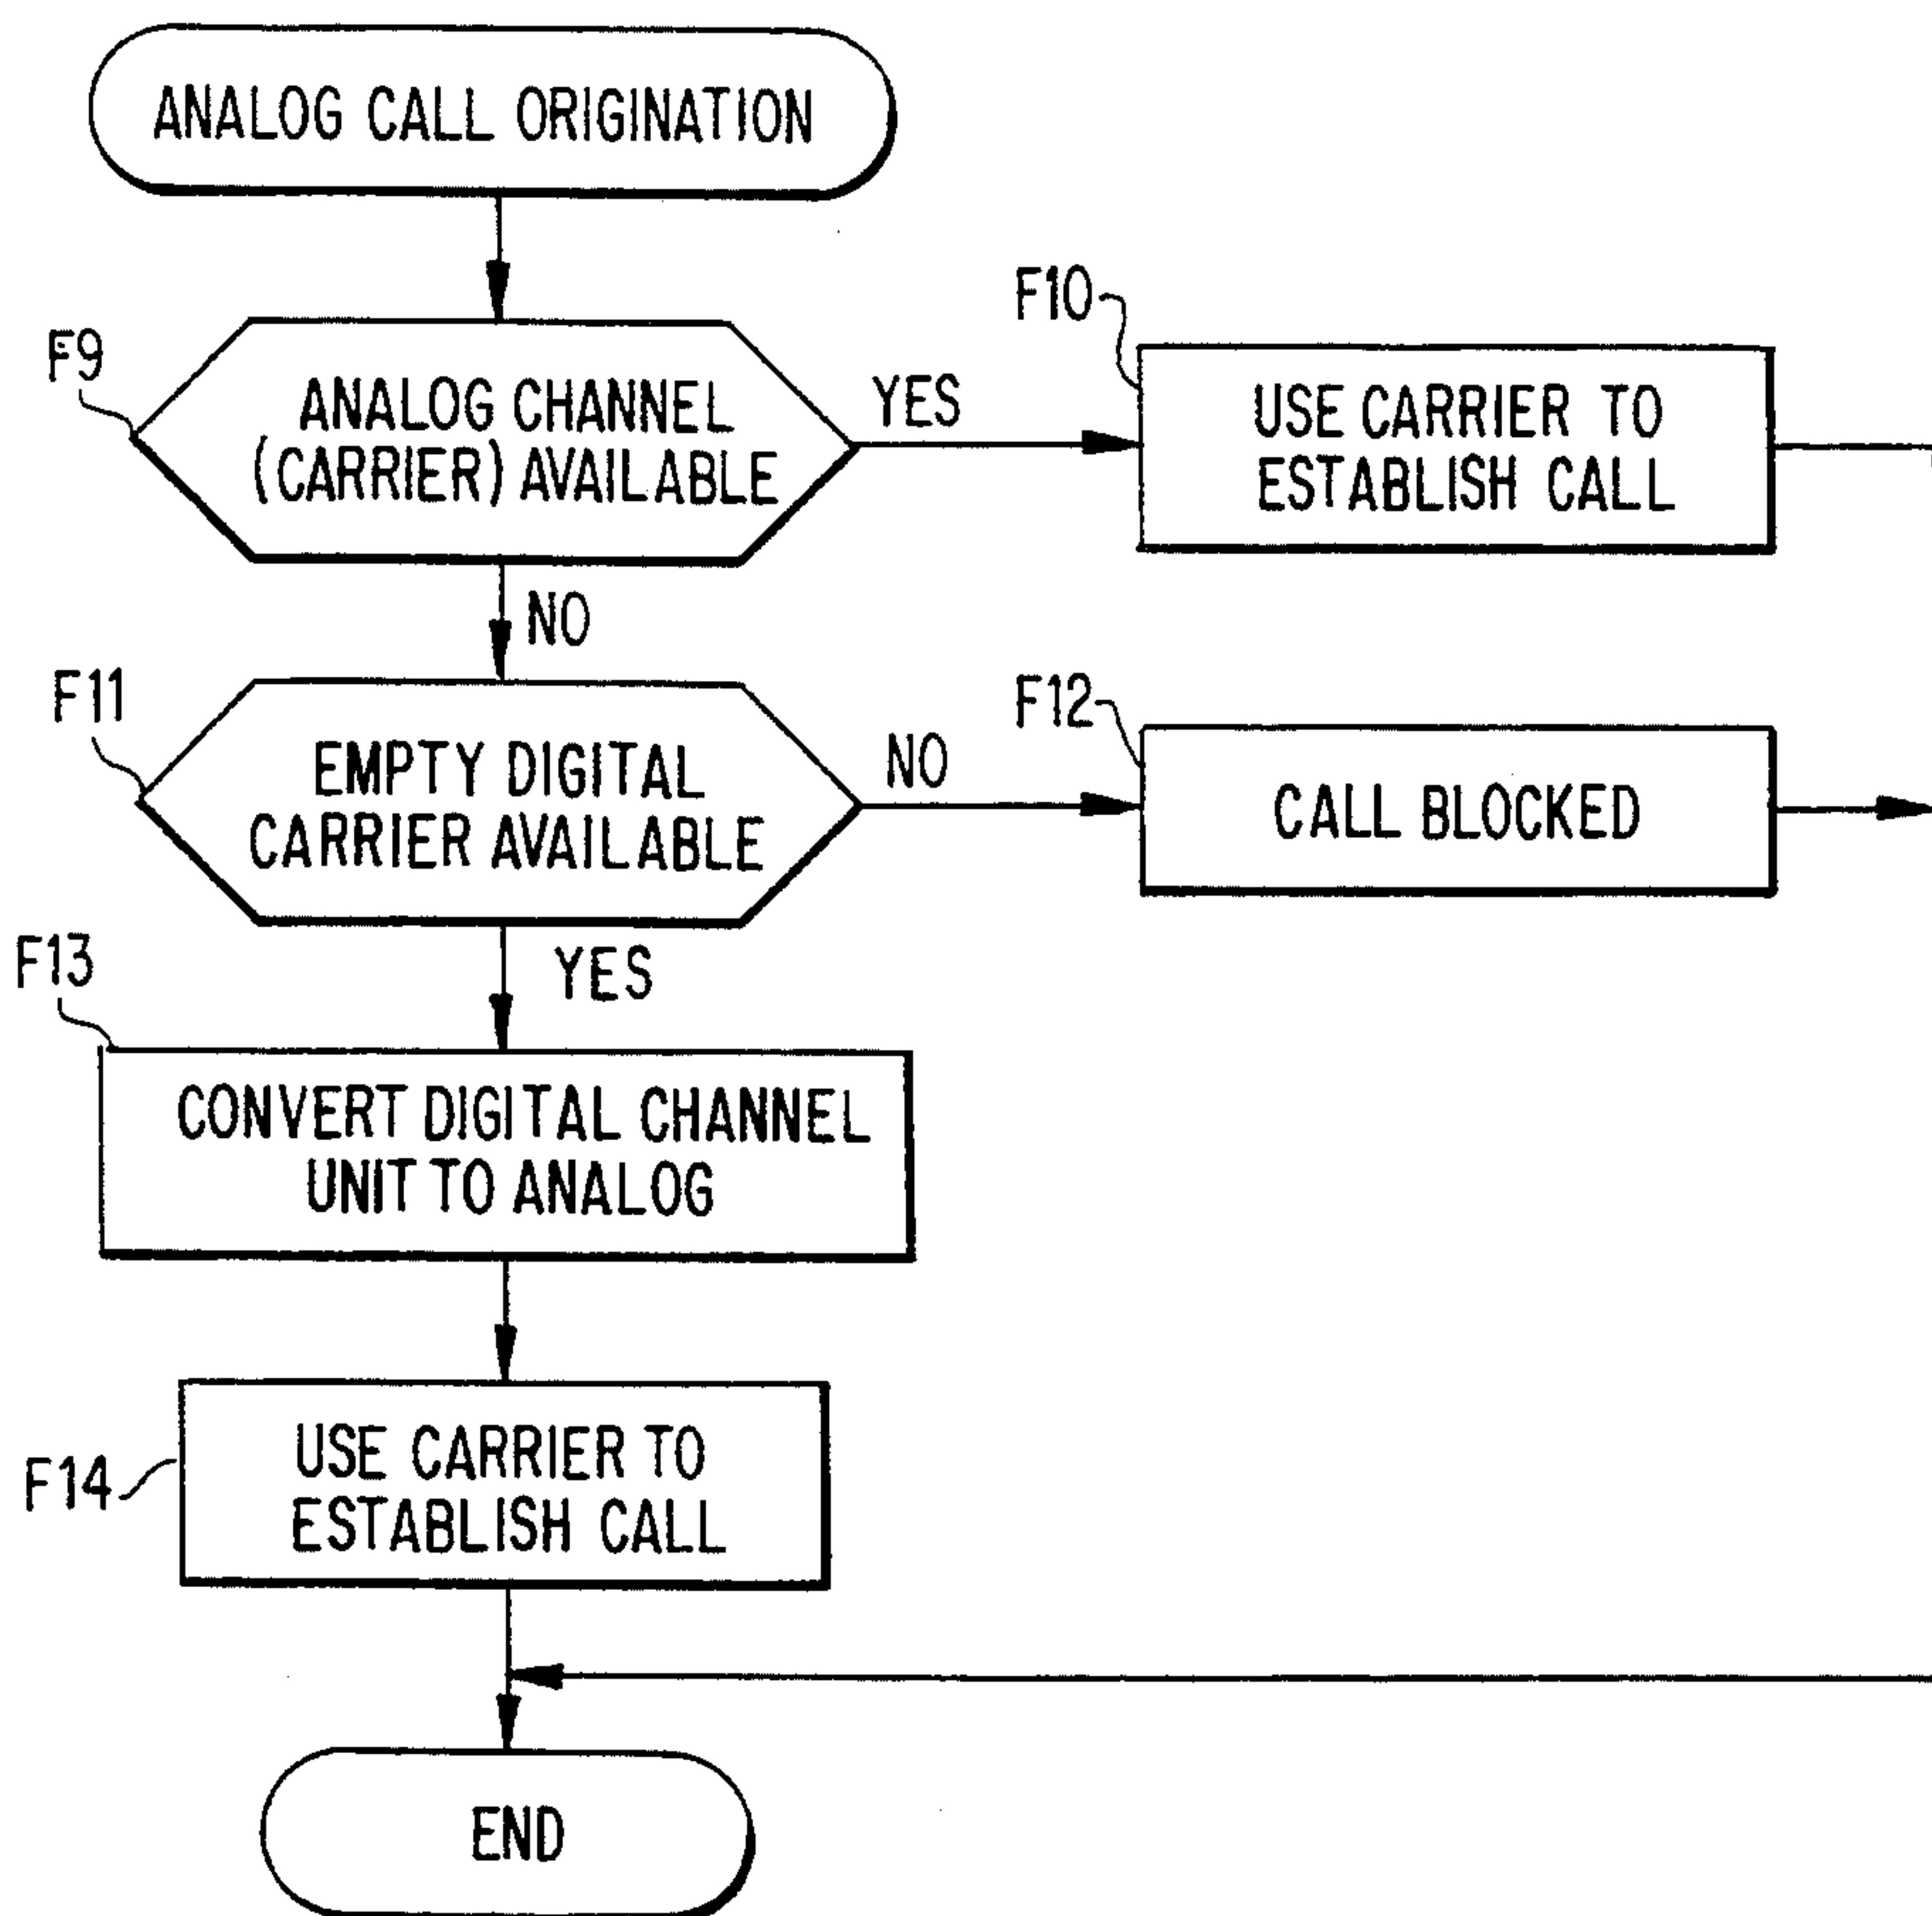 ANALOG CALL ORIGINATION
F9
ANALOG CHANNEL
(CARRIER) AVAILABLE
YES
F10
USE CARRIER TO
ESTABLISH CALL
NO
F11
EMPTY DIGITAL
CARRIER AVAILABLE
NO
F12
CALL BLOCKED
YES
F13
CONVERT DIGITAL CHANNEL
UNIT TO ANALOG
F14
USE CARRIER TO
ESTABLISH CALL
END